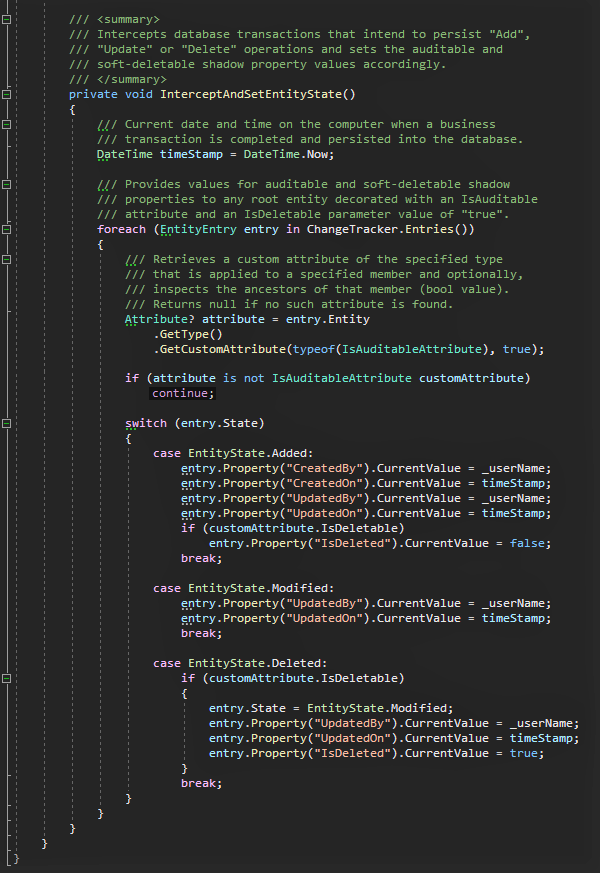 /// <summary>
/// Intercepts database transactions that intend to persist "Add",
/// "Update" or "Delete" operations and sets the auditable and
/// soft-deletable shadow property values accordingly.
/// </summary>
private void InterceptAndSetEntityState()
{
/// Current date and time on the computer when a business
/// transaction is completed and persisted into the database.
DateTime timeStamp = DateTime.Now;
/// Provides values for auditable and soft-deletable shadow
/// properties to any root entity decorated with an IsAuditable
/// attribute and an IsDeletable parameter value of "true".
foreach (EntityEntry entry in ChangeTracker.Entries())
{
/// Retrieves a custom attribute of the specified type
/// that is applied to a specified member and optionally,
/// inspects the ancestors of that member (bool value).
/// Returns null if no such attribute is found.
Attribute? attribute = entry.Entity
.GetType()
.GetCustomAttribute(typeof(IsAuditableAttribute), true);
if (attribute is not IsAuditableAttribute customAttribute)
continue;
switch (entry.State)
{
case EntityState.Added:
entry.Property("CreatedBy").CurrentValue = _userName;
entry.Property("CreatedOn").CurrentValue = timeStamp;
entry.Property("UpdatedBy").CurrentValue = _userName;
entry.Property("UpdatedOn").CurrentValue = timeStamp;
if (customAttribute.IsDeletable)
entry.Property("IsDeleted").CurrentValue = false;
break;
case EntityState.Modified:
entry.Property("UpdatedBy").CurrentValue = _userName;
entry.Property("UpdatedOn").CurrentValue = timeStamp;
break;
case EntityState.Deleted:
if (customAttribute.IsDeletable)
{
entry.State = EntityState.Modified;
entry.Property("UpdatedBy").CurrentValue = _userName;
entry.Property("UpdatedOn").CurrentValue = timeStamp;
entry.Property("IsDeleted").CurrentValue = true;
}
break;
}
}
}
}
}